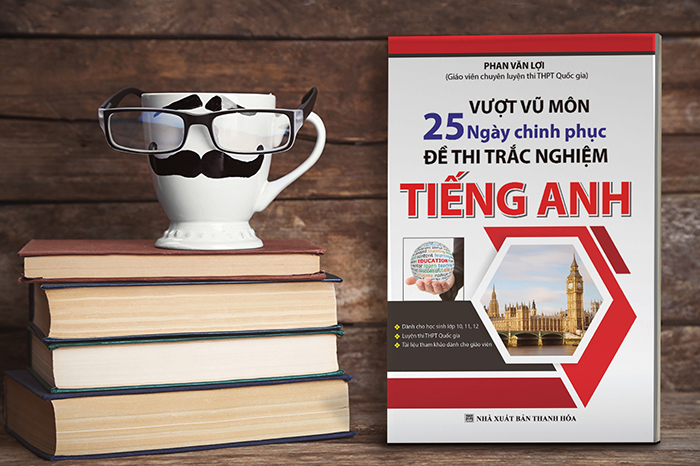 PHAN VĂN LỢI
(Giáo viên chuyên luyện thi THPT Quốc gia)
VƯỢT VŨ MÔN
25 Ngày chinh phục
ĐỀ THI TRẮC NGHIỆM
TIẾNG ANH
EDUCATION
Dành cho học sinh lớp 10, 11, 12
Luyện thi THPT Quốc gia
Tài liệu tham khảo dành cho giáo viên
NHÀ XUẤT BẢN THANH HÓA